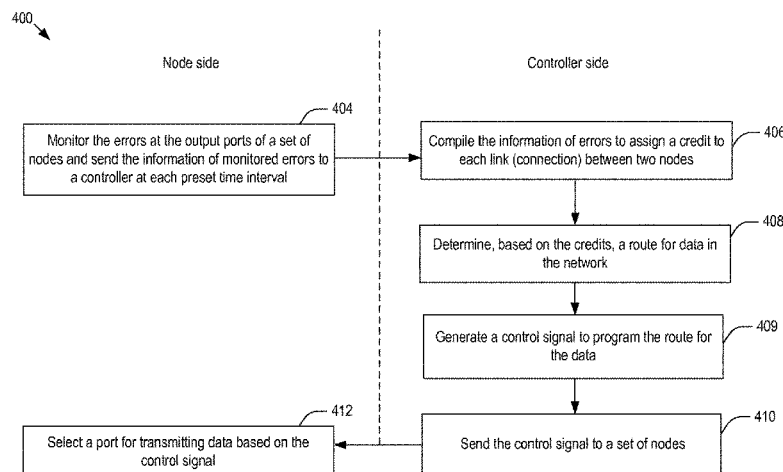 400
Node side
Controller side
404
Monitor the errors at the output ports of a set of
nodes and send the information of monitored errors to
a controller at each preset time interval
406
Compile the information of errors to assign a credit to
each link (connection) between two nodes
408
Determine, based on the credits, a route for data in
the network
409
Generate a control signal to program the route for
the data
412
Select a port for transmitting data based on the
control signal
410
Send the control signal to a set of nodes